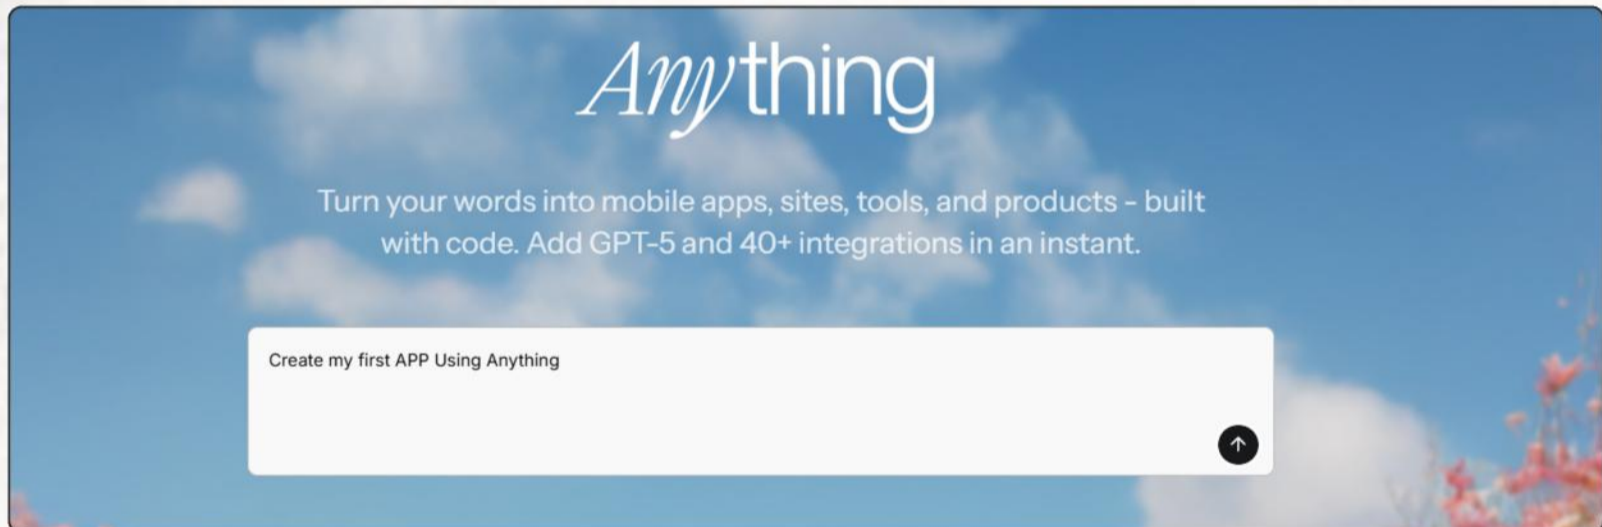 Anything
Turn your words into mobile apps, sites, tools, and products - built
with code. Add GPT-5 and 40+ integrations in an instant.
Create my first APP Using Anything